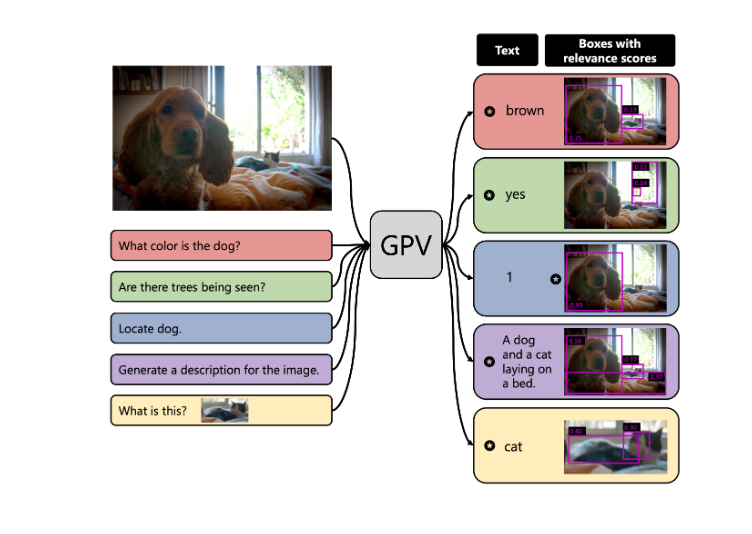 Text
Boxes with
relevance scores
What color is the dog?
Are there trees being seen?
Locate dog.
Generate a description for the image.
What is this?
GPV
brown
yes
1
A dog
and a cat
laying on
a bed.
cat